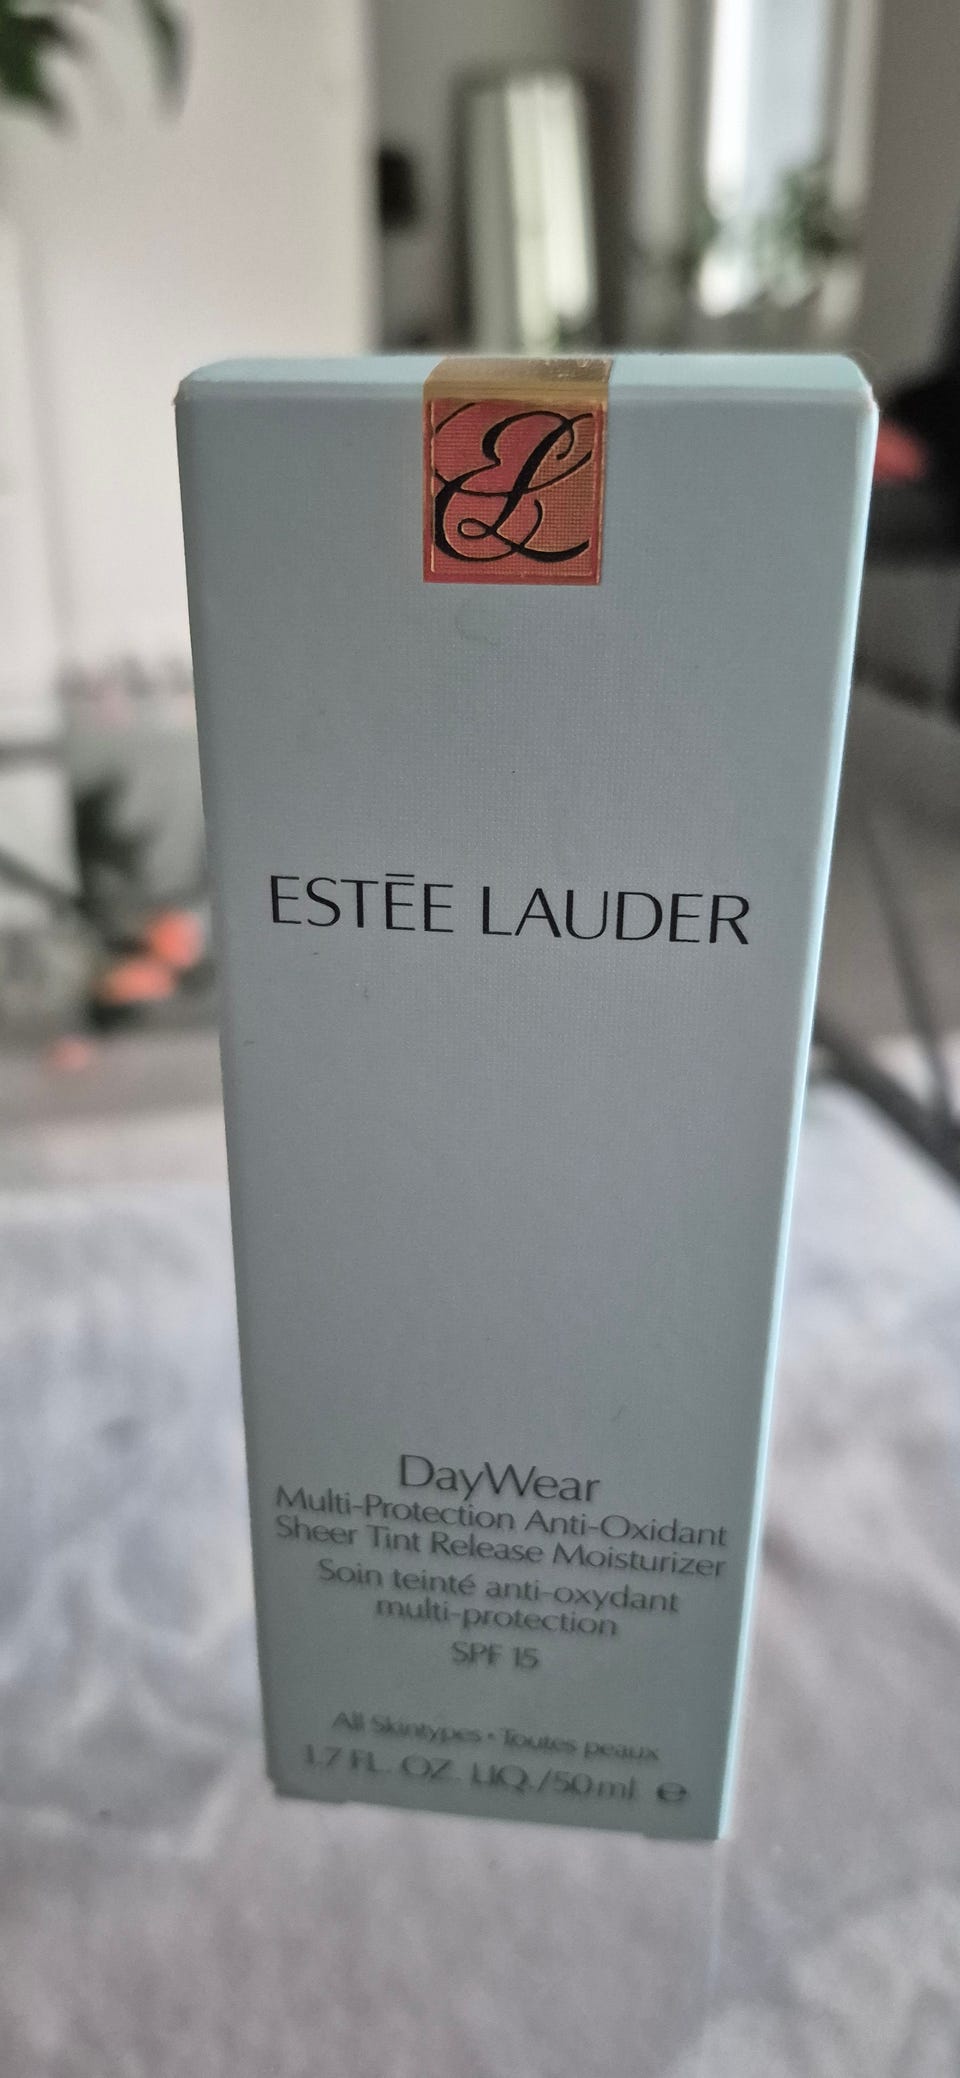 EL
ESTĒE LAUDER
DayWear
Multi-Protection Anti-Oxidant
Sheer Tint Release Moisturizer
Soin teinté anti-oxydant
multi-protection
SPF 15
All Skintypes • Toutes peaux
1.7 FL. OZ. LIQ./50 ml ℮